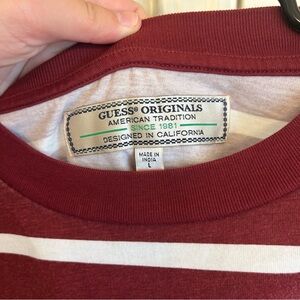 GUESS® ORIGINALS
AMERICAN TRADITION
SINCE 1981
DESIGNED IN CALIFORNIA
MADE IN
INDIA
L